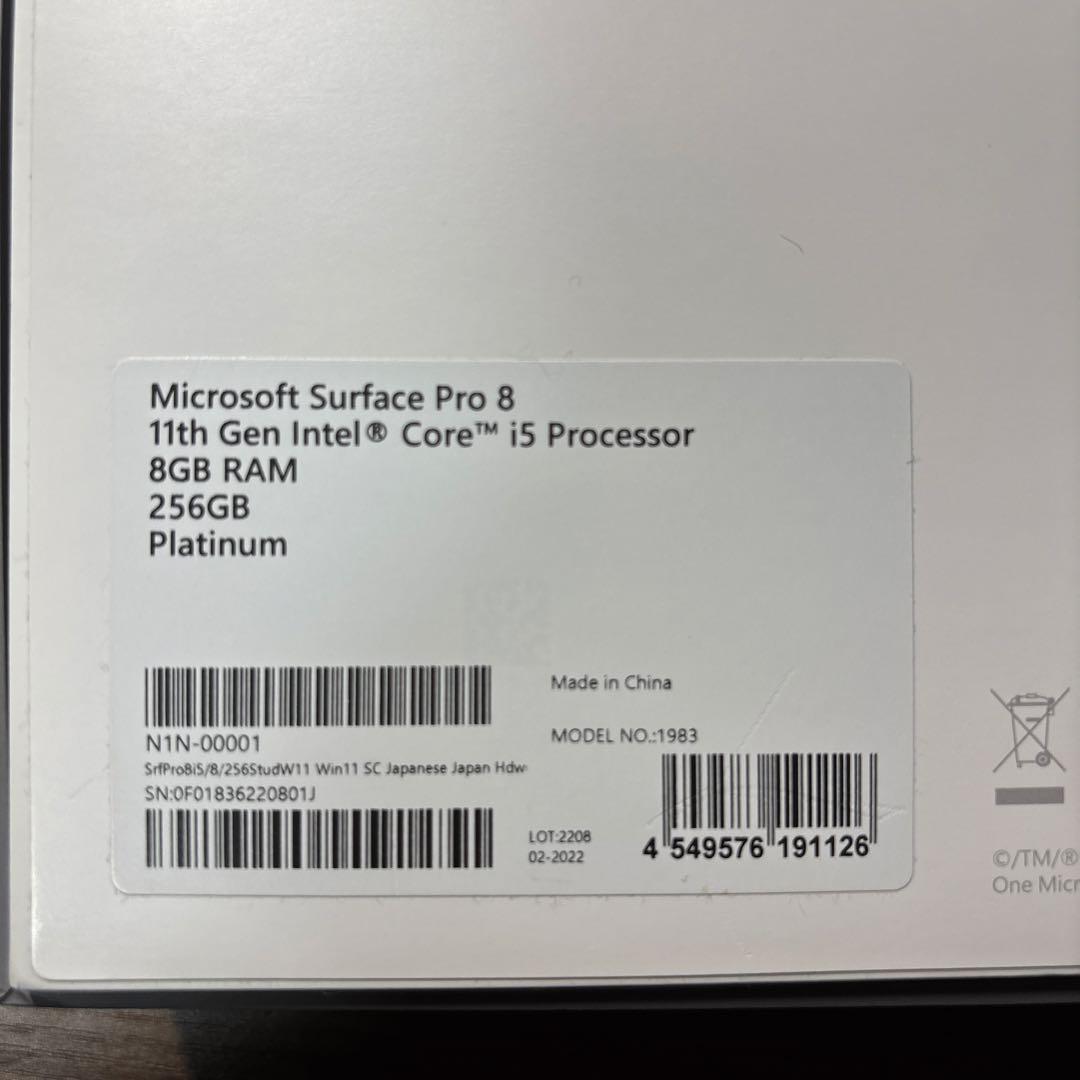 Microsoft Surface Pro 8
11th Gen Intel® Core™ i5 Processor
8GB RAM
256GB
Platinum
N1N-00001
SrfPro8i5/8/256StudW11 Win11 SC Japanese Japan Hdw
SN:0F01836220801J
Made in China
MODEL NO.:1983
LOT:2208
02-2022
4 549576 191126
©/TM/®
One Micr